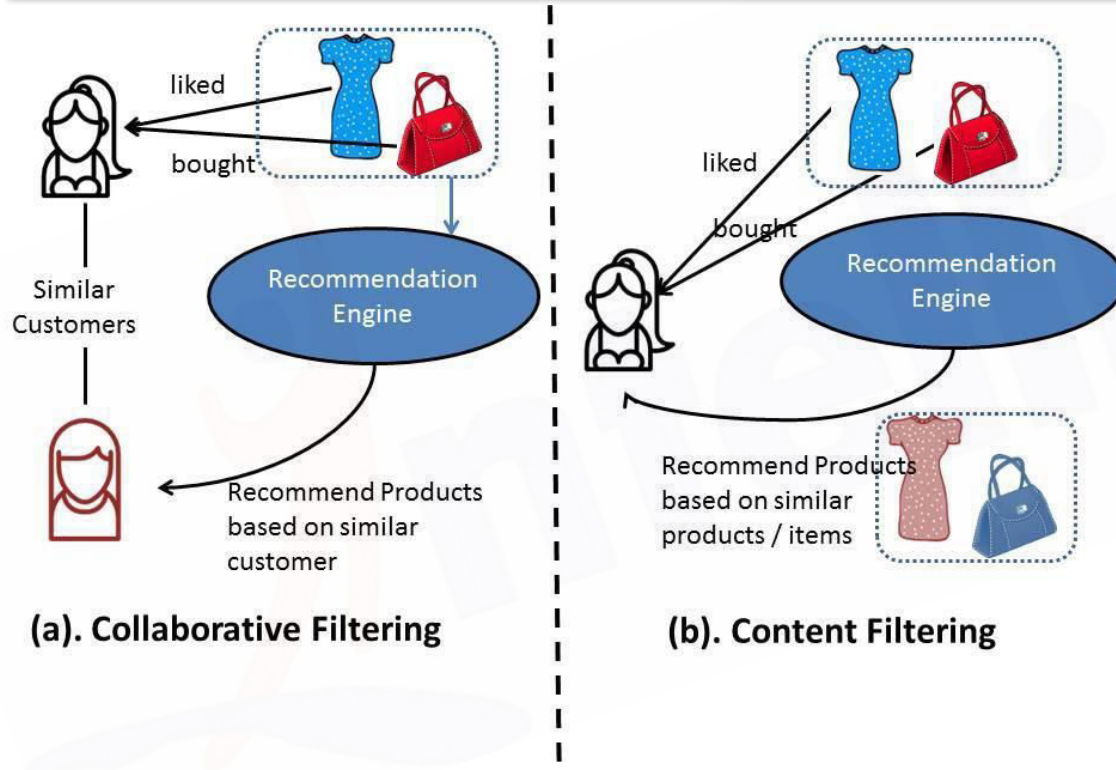 liked
bought
Similar
Customers
Recommendation
Engine
Recommend Products
based on similar
customer
(a). Collaborative Filtering
liked
bought
Recommendation
Engine
Recommend Products
based on similar
products / items
(b). Content Filtering